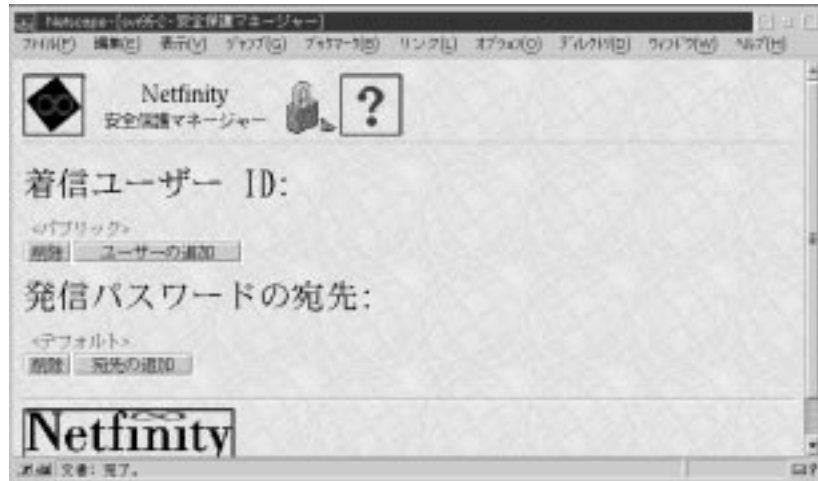 Netscape-[svr外2-安全保護マネージャー]
ファイル(F) 編集(E) 表示(V) ジャンプ(G) ブックマーク(B) リンク(L) オプション(O) ディレクトリ(D) ウィンドウ(W) ヘルプ(H)
Netfinity
安全保護マネージャー
?
着信ユーザー ID:
<パブリック>
削除 ユーザーの追加
発信パスワードの宛先:
<デフォルト>
削除 宛先の追加
Netfinity
文書: 完了。